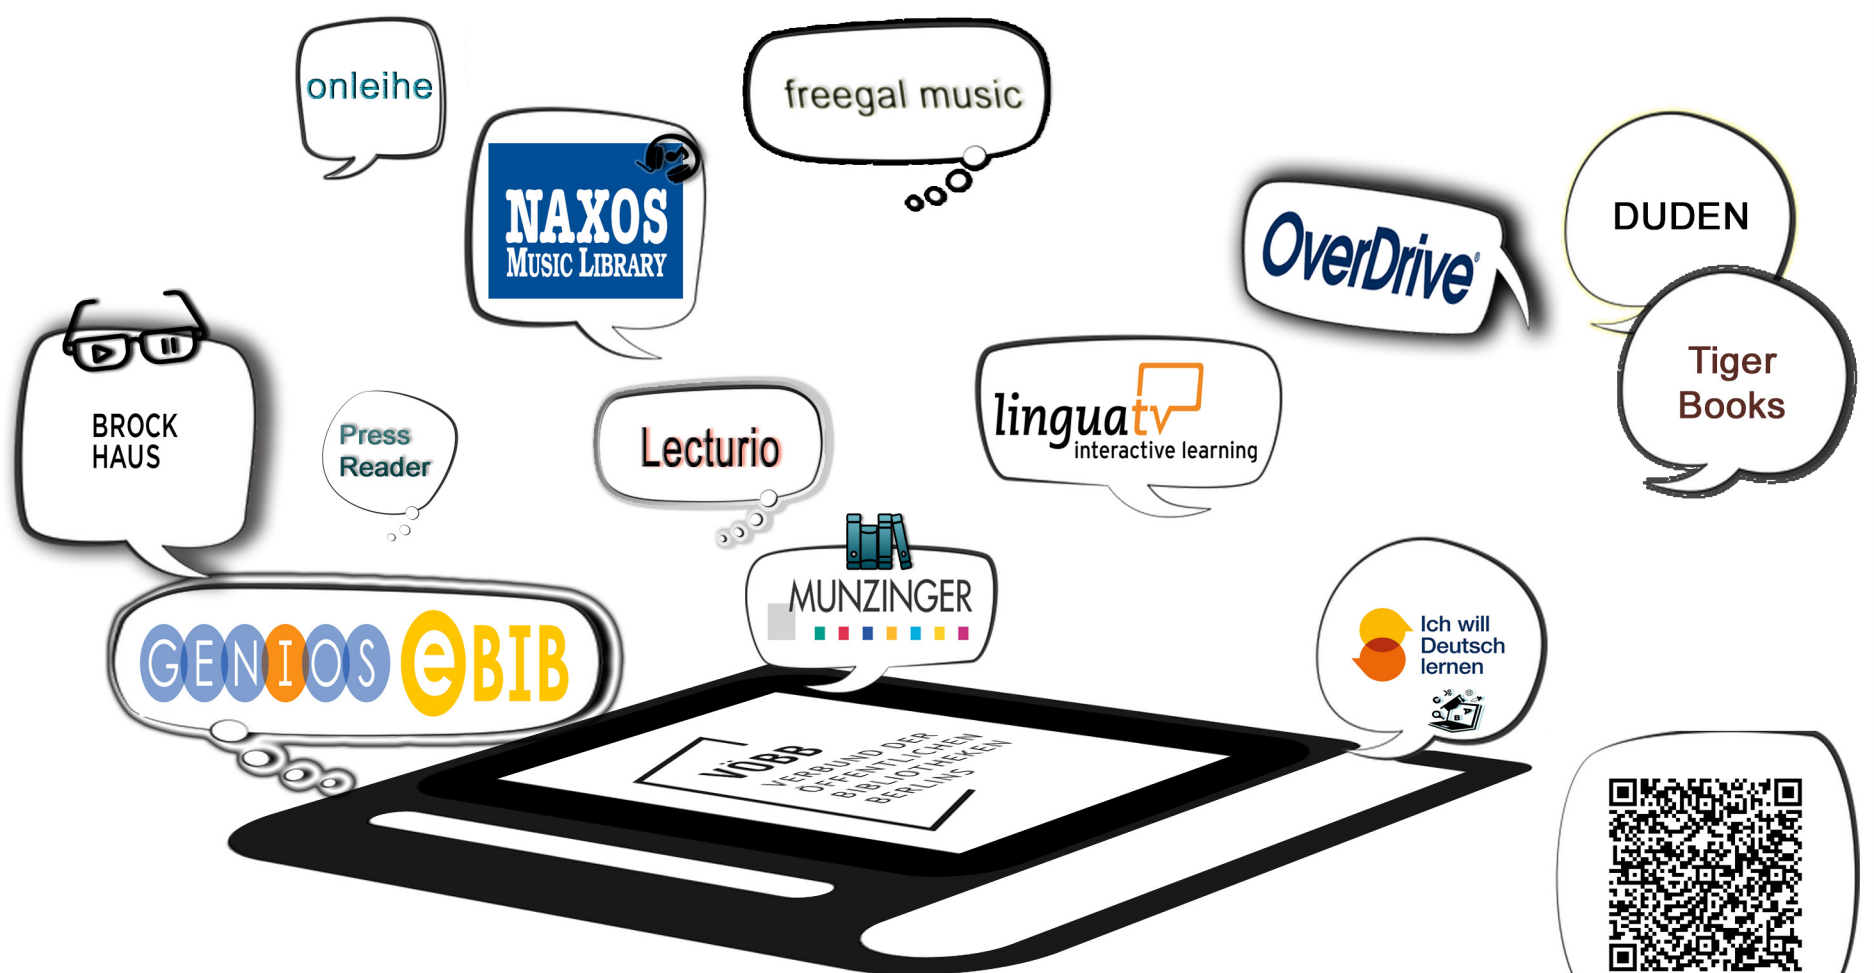 onleihe
freegal music
NAXOS
MUSIC LIBRARY
OverDrive®
DUDEN
Tiger
Books
BROCK
HAUS
Press
Reader
Lecturio
linguatv
interactive learning
MUNZINGER
GENIOS eBIB
Ich will
Deutsch
lernen
VÖBB
VERBUND DER
ÖFFENTLICHEN
BIBLIOTHEKEN
BERLINS